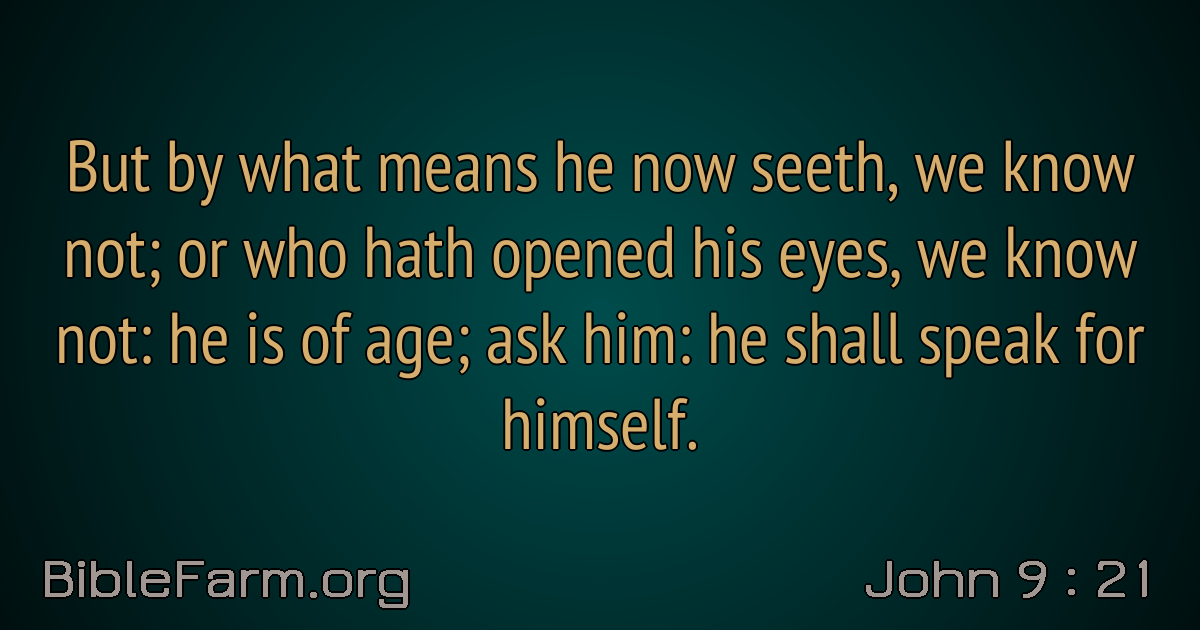 But by what means he now seeth, we know
not; or who hath opened his eyes, we know
not: he is of age; ask him: he shall speak for
himself.
BibleFarm.org
John 9 : 21